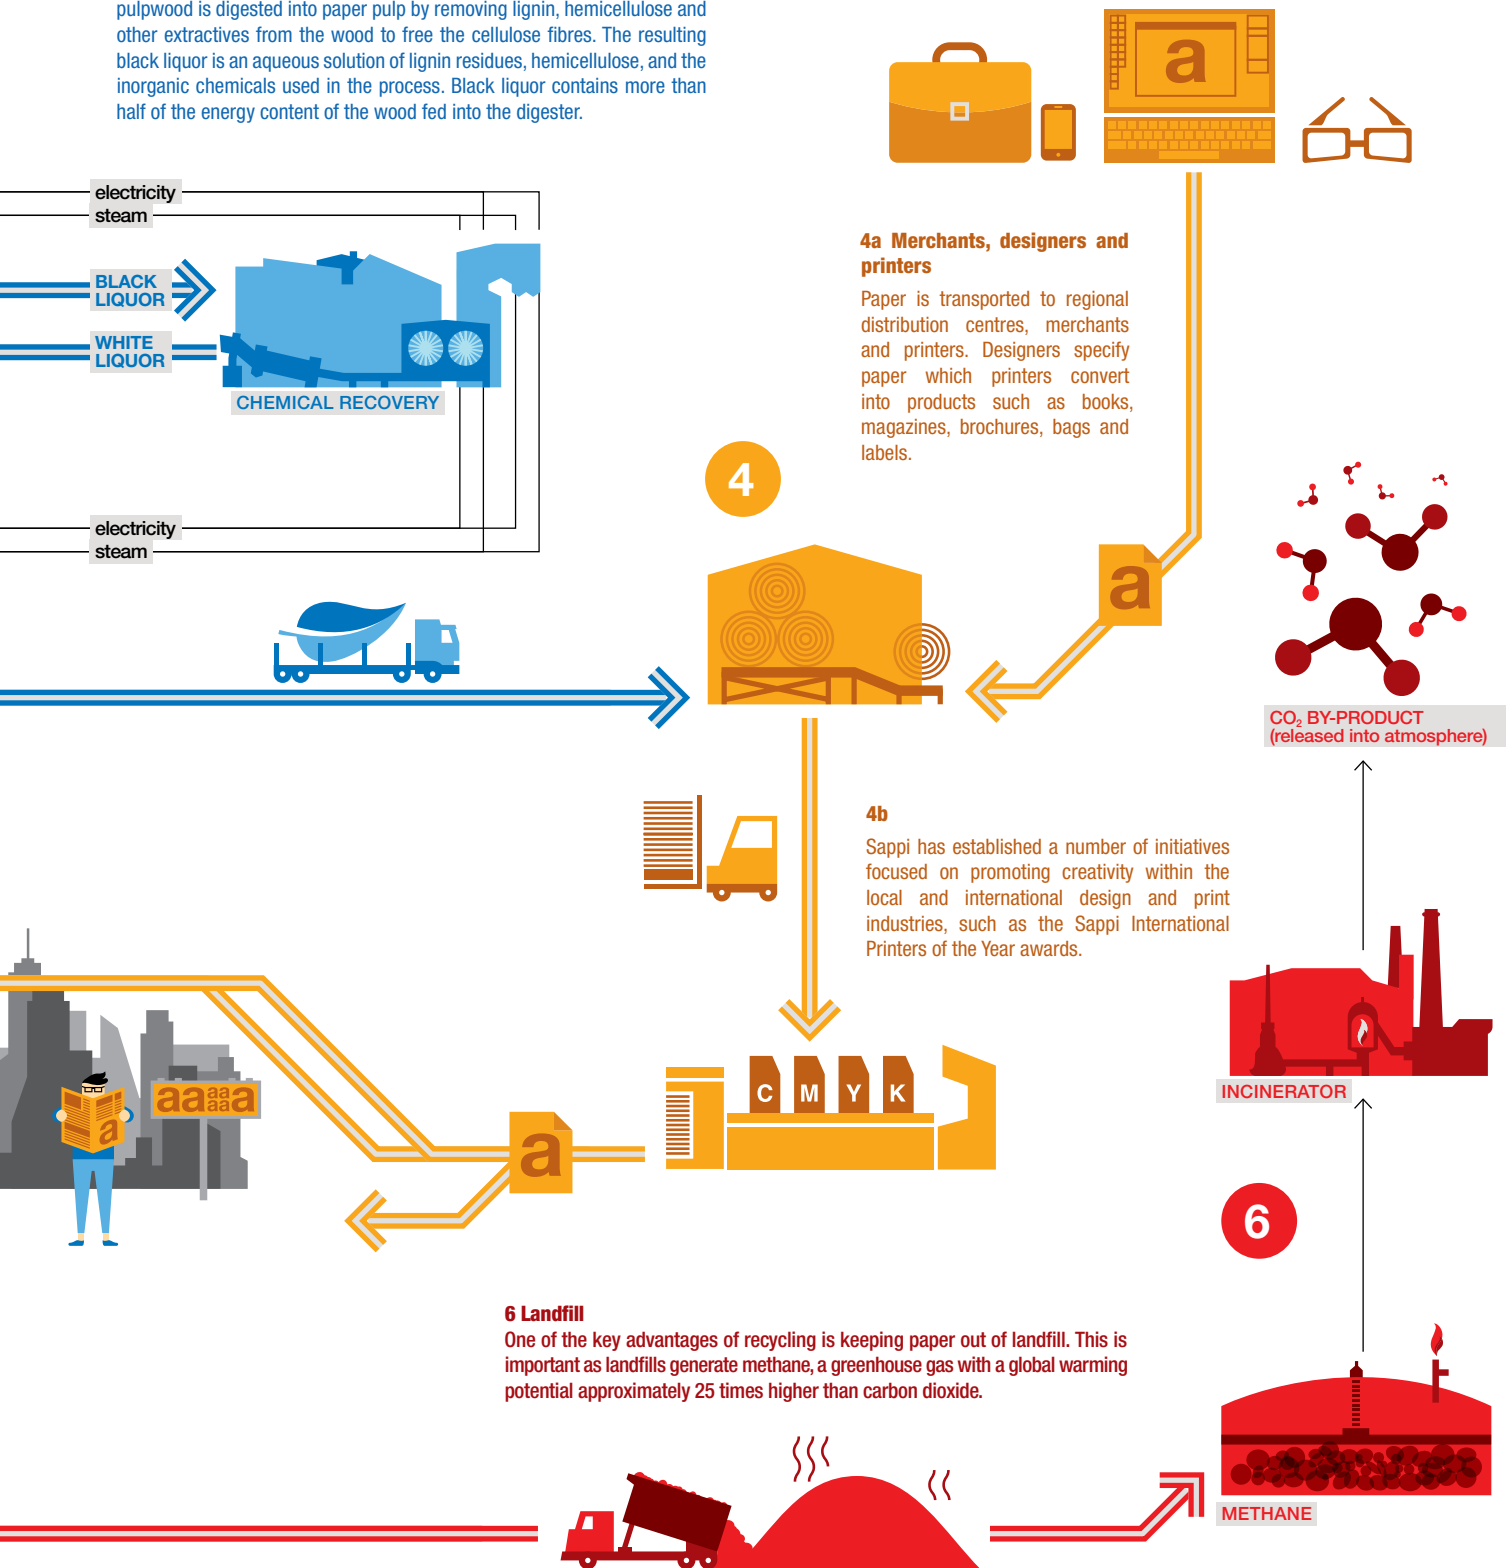 pulpwood is digested into paper pulp by removing lignin, hemicellulose and
other extractives from the wood to free the cellulose fibres. The resulting
black liquor is an aqueous solution of lignin residues, hemicellulose, and the
inorganic chemicals used in the process. Black liquor contains more than
half of the energy content of the wood fed into the digester.
a
electricity
steam
BLACK
LIQUOR
WHITE
LIQUOR
CHEMICAL RECOVERY
electricity
steam
4a Merchants, designers and
printers
Paper is transported to regional
distribution centres, merchants
and printers. Designers specify
paper which printers convert
into products such as books,
magazines, brochures, bags and
labels.
4
a
CO₂ BY-PRODUCT
(released into atmosphere)
4b
Sappi has established a number of initiatives
focused on promoting creativity within the
local and international design and print
industries, such as the Sappi International
Printers of the Year awards.
INCINERATOR
C M Y K
aa aa aa a
a
a
6
6 Landfill
One of the key advantages of recycling is keeping paper out of landfill. This is
important as landfills generate methane, a greenhouse gas with a global warming
potential approximately 25 times higher than carbon dioxide.
METHANE